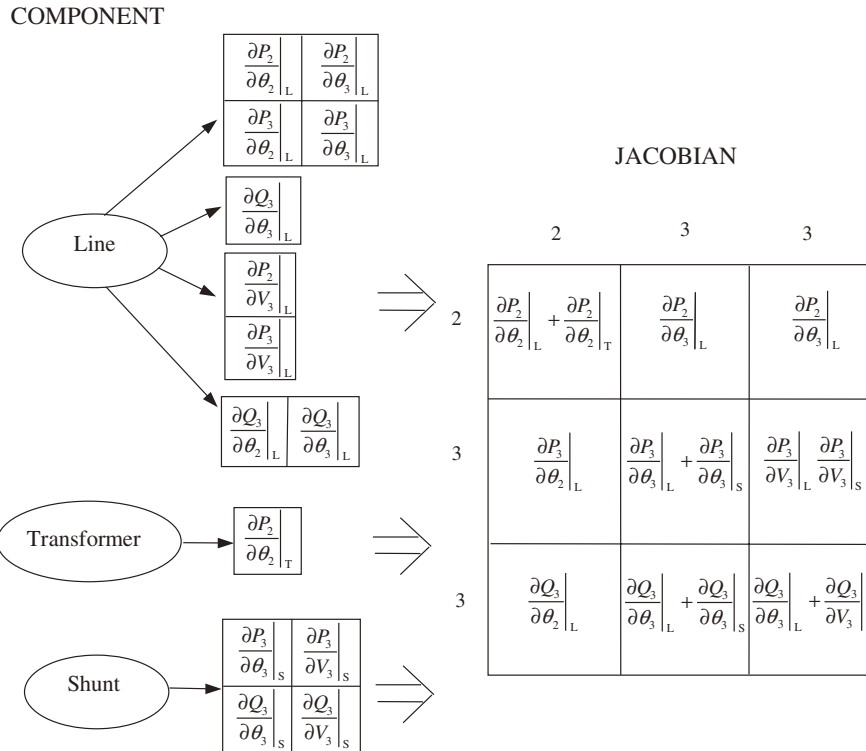 COMPONENT
∂P₂/∂θ₂|L ∂P₂/∂θ₃|L
∂P₃/∂θ₂|L ∂P₃/∂θ₃|L
Line
∂Q₃/∂θ₃|L
∂P₂/∂V₃|L
∂P₃/∂V₃|L
∂Q₃/∂θ₂|L ∂Q₃/∂θ₃|L
Transformer
∂P₂/∂θ₂|T
Shunt
∂P₃/∂θ₃|S ∂P₃/∂V₃|S
∂Q₃/∂θ₃|S ∂Q₃/∂V₃|S
JACOBIAN
2 3 3
2 ∂P₂/∂θ₂|L + ∂P₂/∂θ₂|T ∂P₂/∂θ₃|L ∂P₂/∂θ₃|L
3 ∂P₃/∂θ₂|L ∂P₃/∂θ₃|L + ∂P₃/∂θ₃|S ∂P₃/∂V₃|L ∂P₃/∂V₃|S
3 ∂Q₃/∂θ₂|L ∂Q₃/∂θ₃|L + ∂Q₃/∂θ₃|S ∂Q₃/∂θ₃|L + ∂Q₃/∂V₃|